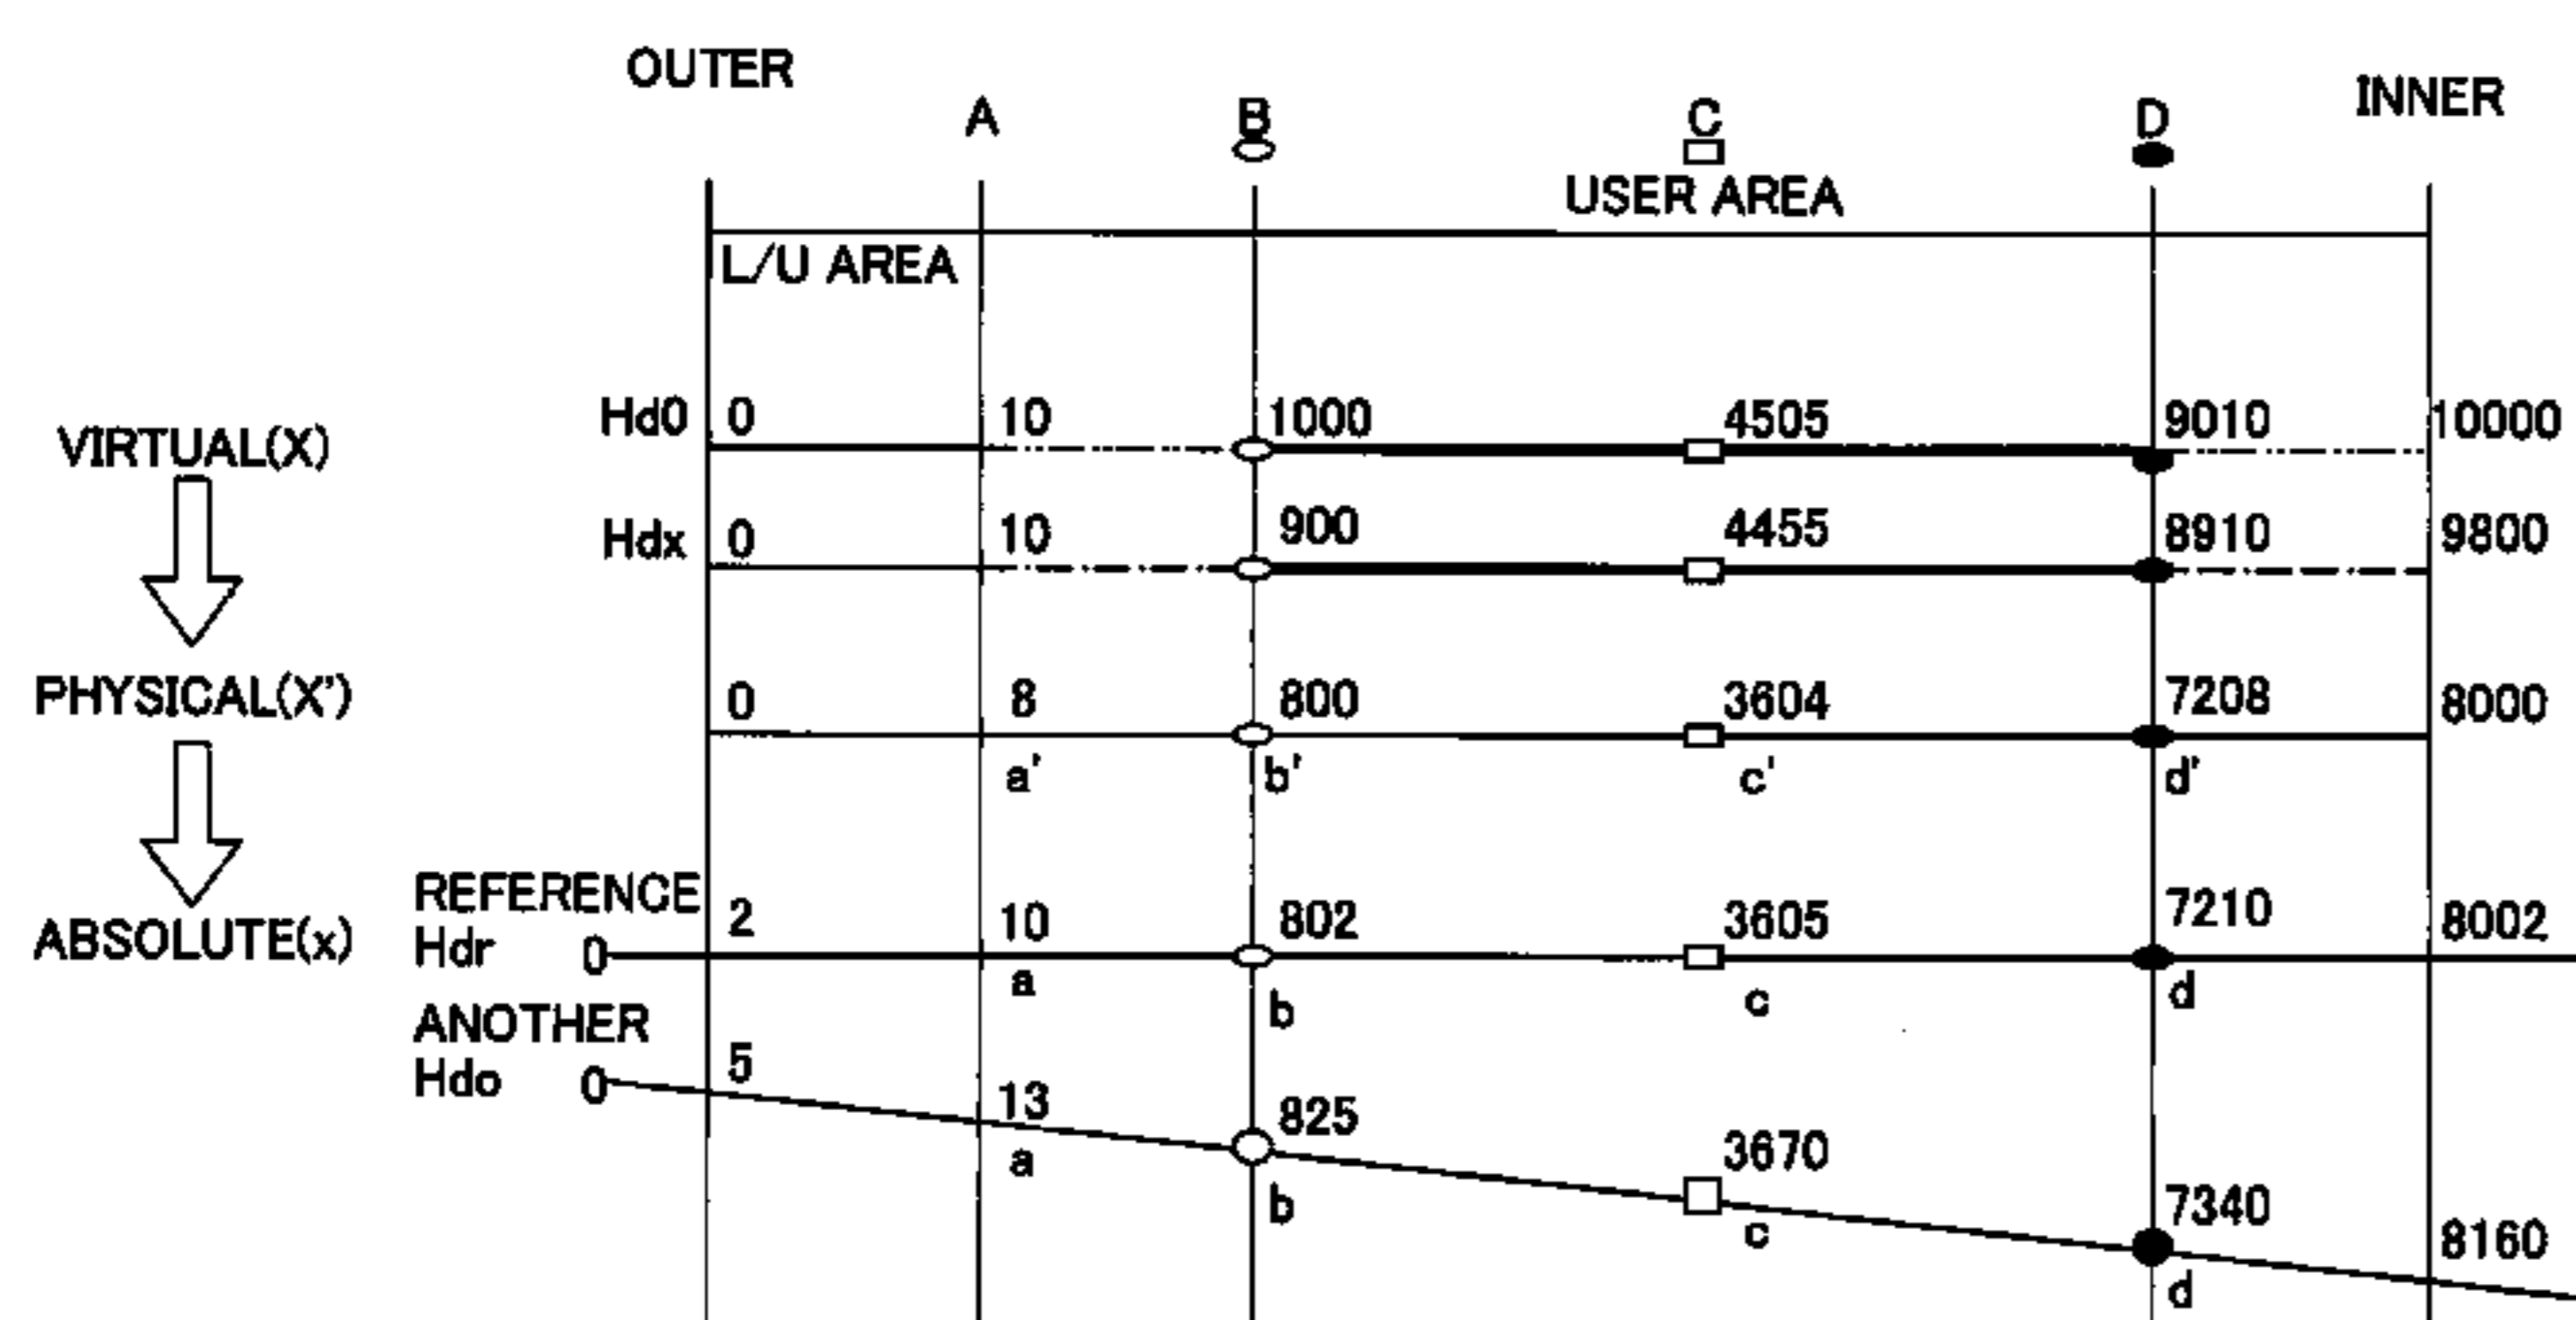 OUTER
INNER
A B C D
USER AREA
L/U AREA
VIRTUAL(X)
Hd0 0 10 1000 4505 9010 10000
Hdx 0 10 900 4455 8910 9800
PHYSICAL(X')
0 8 800 3604 7208 8000
a' b' c' d'
ABSOLUTE(x)
REFERENCE
Hdr 0 2 10 802 3605 7210 8002
a b c d
ANOTHER
Hdo 0 5 13 825 3670 7340 8160
a b c d